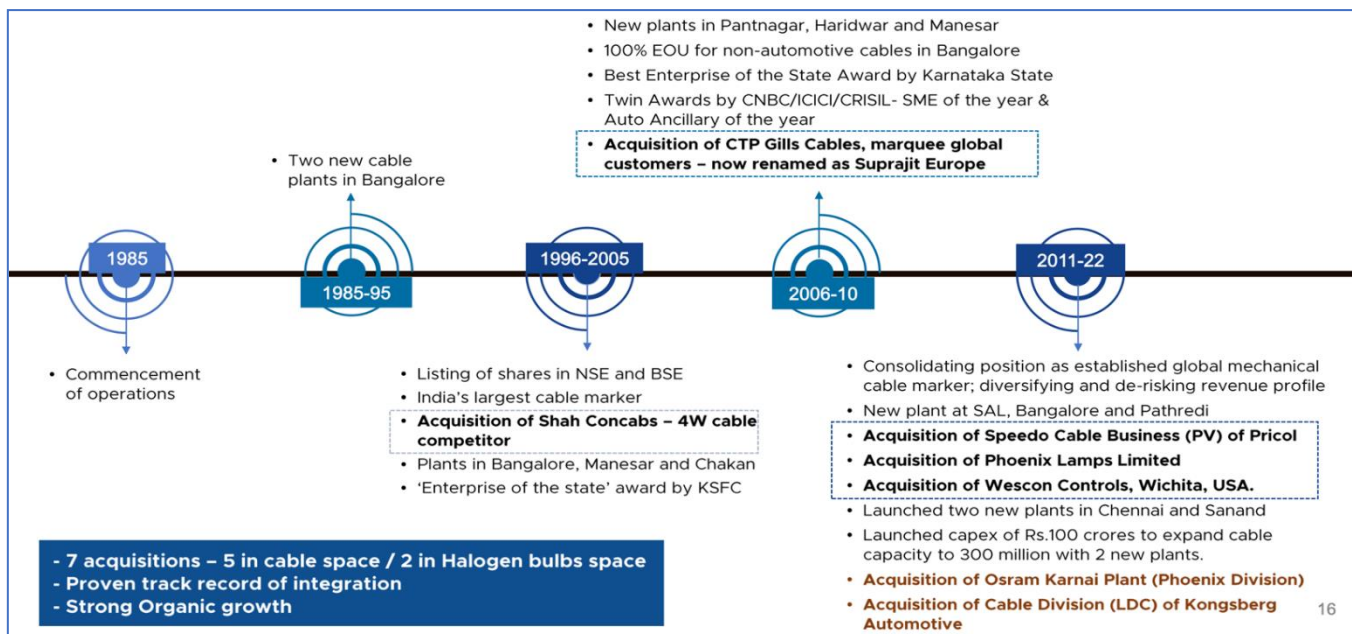 • New plants in Pantnagar, Haridwar and Manesar
• 100% EOU for non-automotive cables in Bangalore
• Best Enterprise of the State Award by Karnataka State
• Twin Awards by CNBC/ICICI/CRISIL- SME of the year &
Auto Ancillary of the year
• Acquisition of CTP Gills Cables, marquee global
customers – now renamed as Suprajit Europe
• Two new cable
plants in Bangalore
1985
1985-95
1996-2005
2006-10
2011-22
• Commencement
of operations
• Listing of shares in NSE and BSE
• India's largest cable marker
• Acquisition of Shah Concabs – 4W cable
competitor
• Plants in Bangalore, Manesar and Chakan
• 'Enterprise of the state' award by KSFC
• Consolidating position as established global mechanical
cable marker; diversifying and de-risking revenue profile
• New plant at SAL, Bangalore and Pathredi
• Acquisition of Speedo Cable Business (PV) of Pricol
• Acquisition of Phoenix Lamps Limited
• Acquisition of Wescon Controls, Wichita, USA.
• Launched two new plants in Chennai and Sanand
• Launched capex of Rs.100 crores to expand cable
capacity to 300 million with 2 new plants.
• Acquisition of Osram Karnai Plant (Phoenix Division)
• Acquisition of Cable Division (LDC) of Kongsberg
Automotive
- 7 acquisitions – 5 in cable space / 2 in Halogen bulbs space
- Proven track record of integration
- Strong Organic growth
16